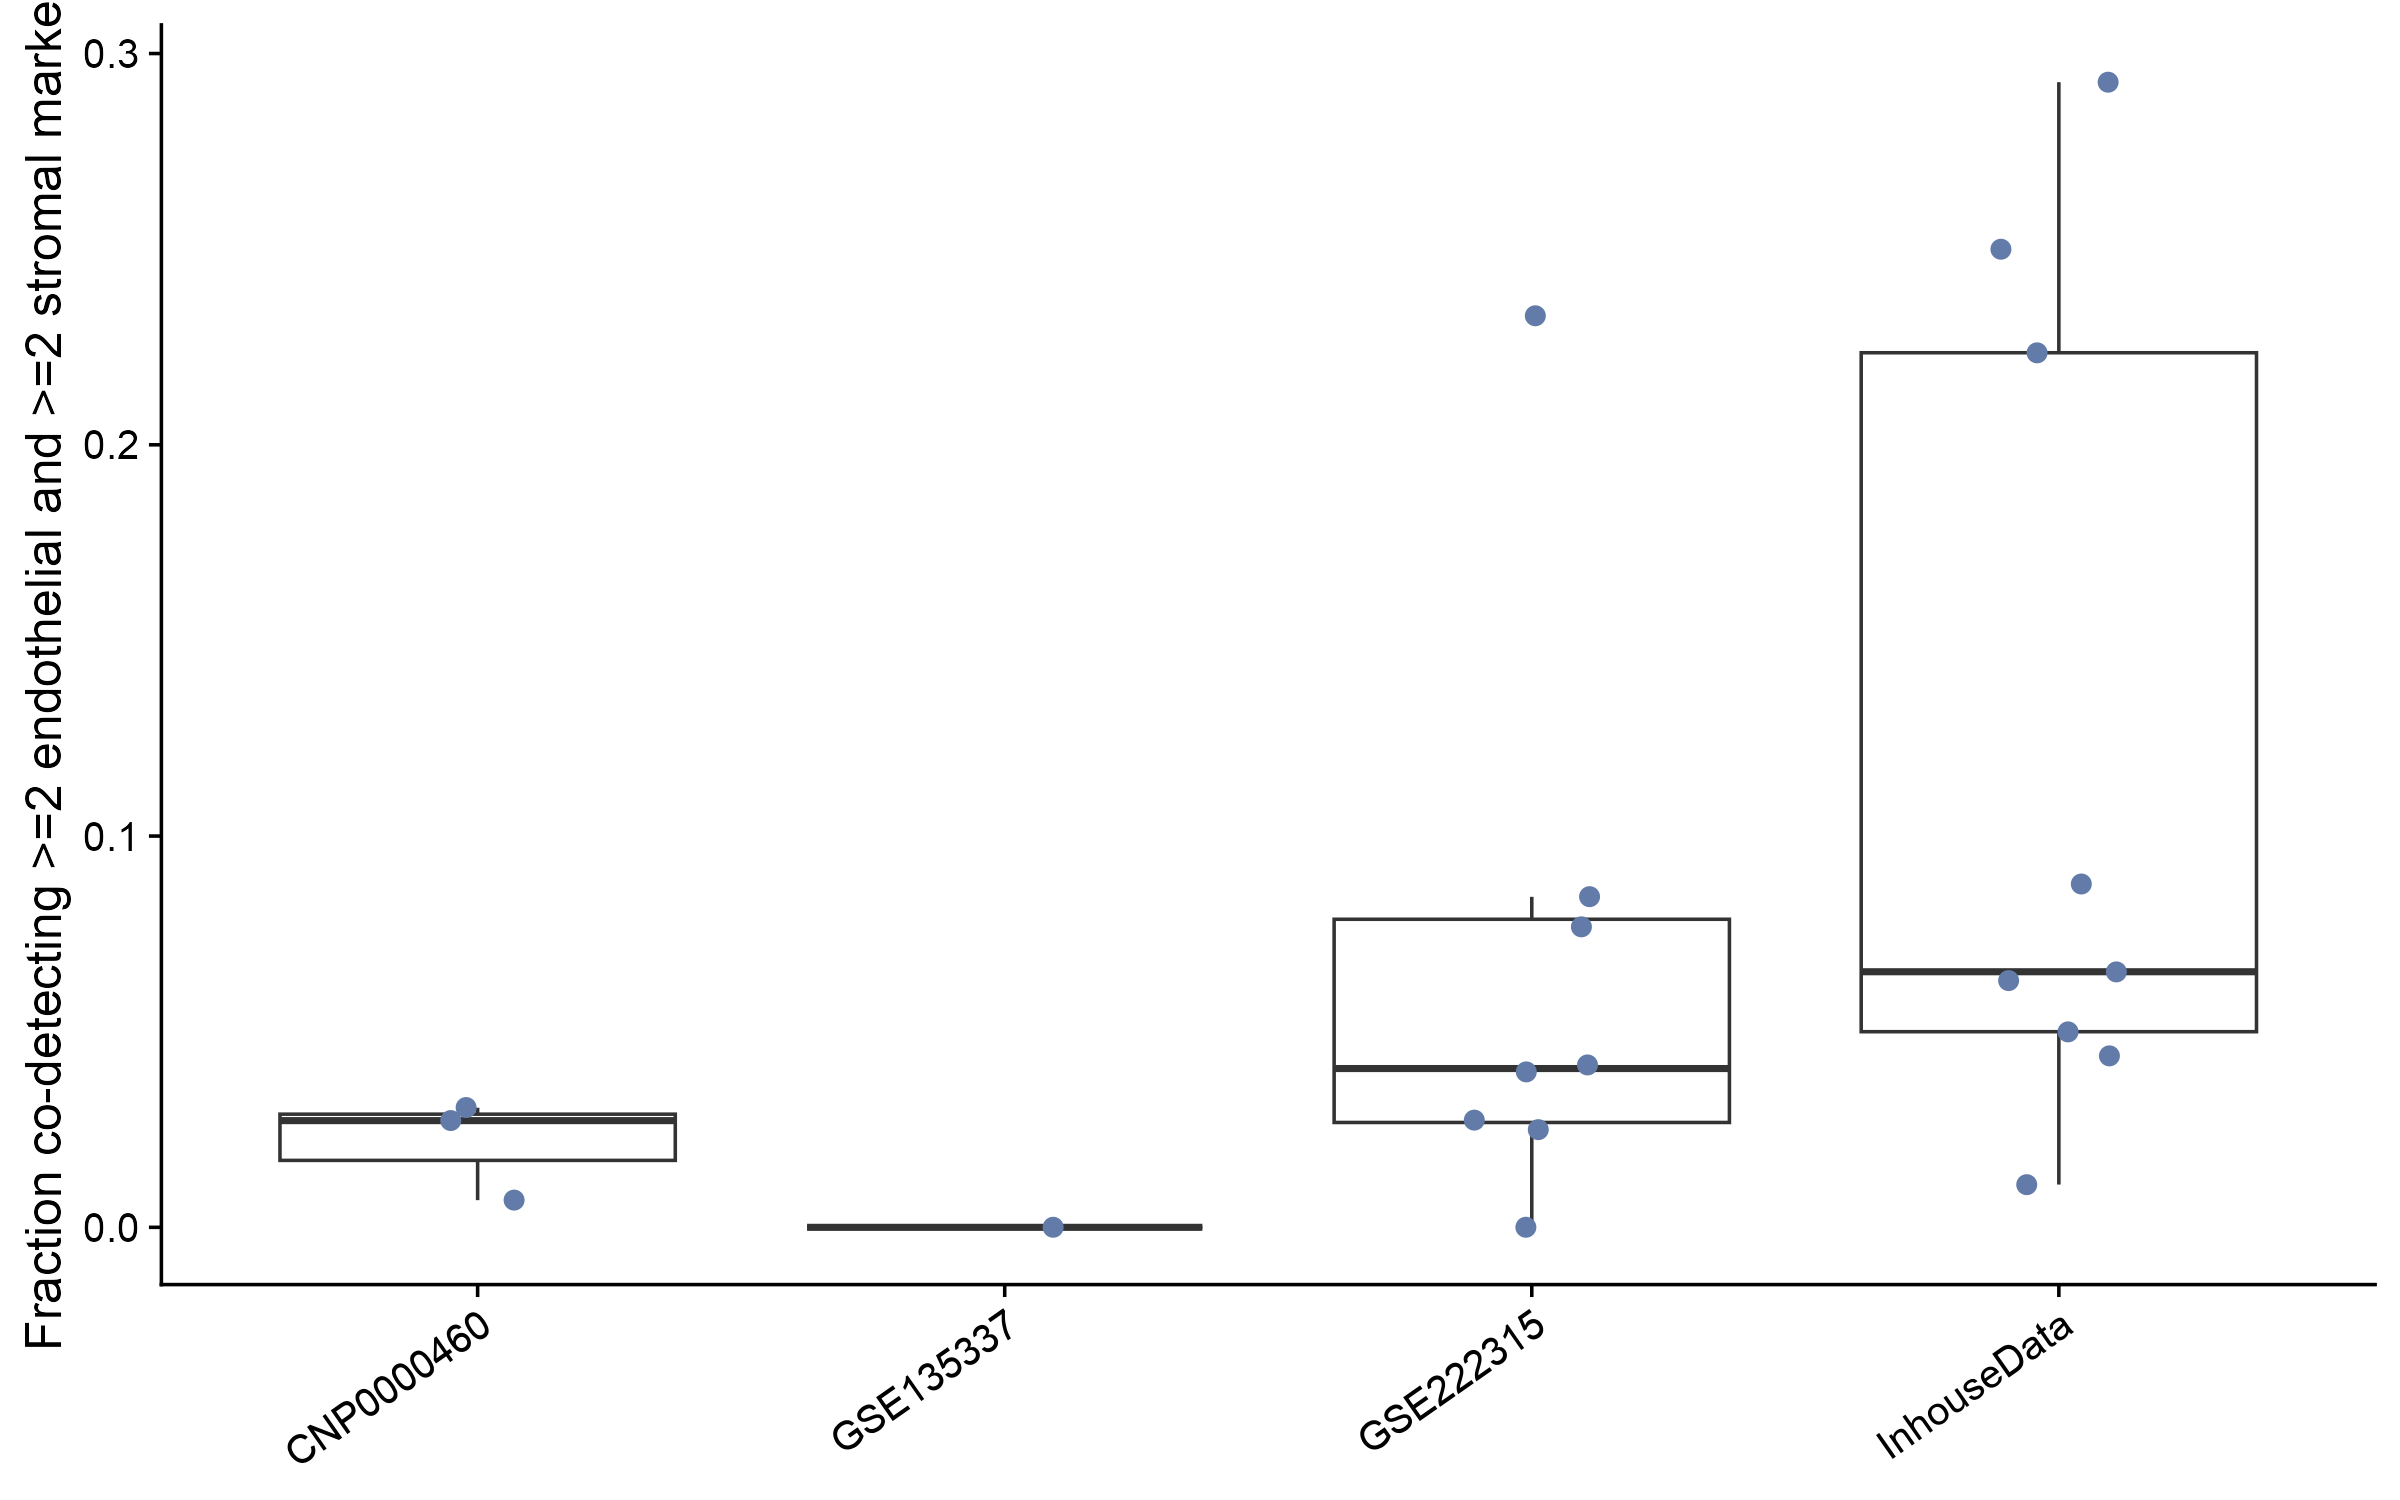 Fraction co-detecting >=2 endothelial and >=2 stromal marke
0.3
0.2
0.1
0.0
CNP0000460
GSE135337
GSE222315
InhouseData